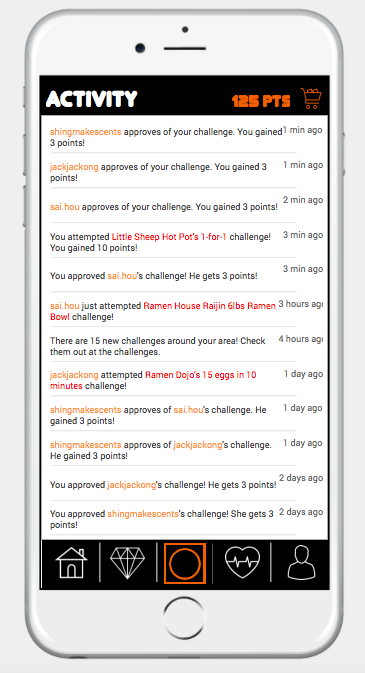 ACTIVITY
125 PTS
shingmakescents approves of your challenge. You gained 1 min ago
3 points!
jackjackong approves of your challenge. You gained 3 1 min ago
points!
sai.hou approves of your challenge. You gained 3 points! 2 min ago
You attempted Little Sheep Hot Pot's 1-for-1 challenge! 3 min ago
You gained 10 points!
You approved sai.hou's challenge! He gets 3 points! 3 min ago
sai.hou just attempted Ramen House Raijin 6lbs Ramen 3 hours ago
Bowl challenge!
There are 15 new challenges around your area! Check 4 hours ago
them out at the challenges.
jackjackong attempted Ramen Dojo's 15 eggs in 10 1 day ago
minutes challenge!
shingmakescents approves of sai.hou's challenge. He 1 day ago
gained 3 points!
shingmakescents approves of jackjackong's challenge. 1 day ago
He gained 3 points!
You approved jackjackong's challenge! He gets 3 points! 2 days ago
You approved shingmakescents's challenge! She gets 3 2 days ago
points!